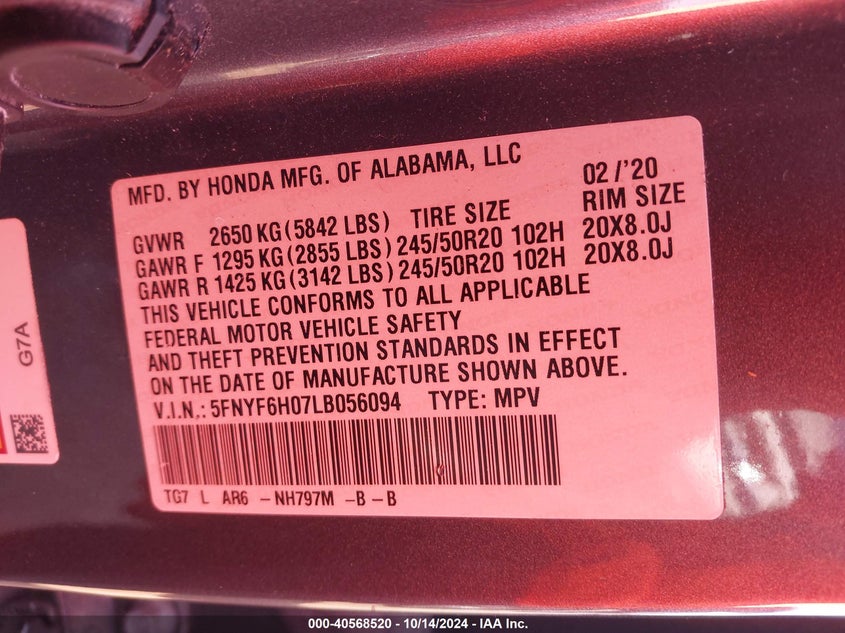 MFD. BY HONDA MFG. OF ALABAMA, LLC 02/'20
GVWR 2650 KG (5842 LBS) TIRE SIZE RIM SIZE
GAWR F 1295 KG (2855 LBS) 245/50R20 102H 20X8.0J
GAWR R 1425 KG (3142 LBS) 245/50R20 102H 20X8.0J
THIS VEHICLE CONFORMS TO ALL APPLICABLE
FEDERAL MOTOR VEHICLE SAFETY
AND THEFT PREVENTION STANDARDS IN EFFECT
ON THE DATE OF MANUFACTURE SHOWN ABOVE.
V.I.N.: 5FNYF6H07LB056094 TYPE: MPV
TG7 L AR6 - NH797M - B - B
G7A
000-40568520 - 10/14/2024 - IAA Inc.